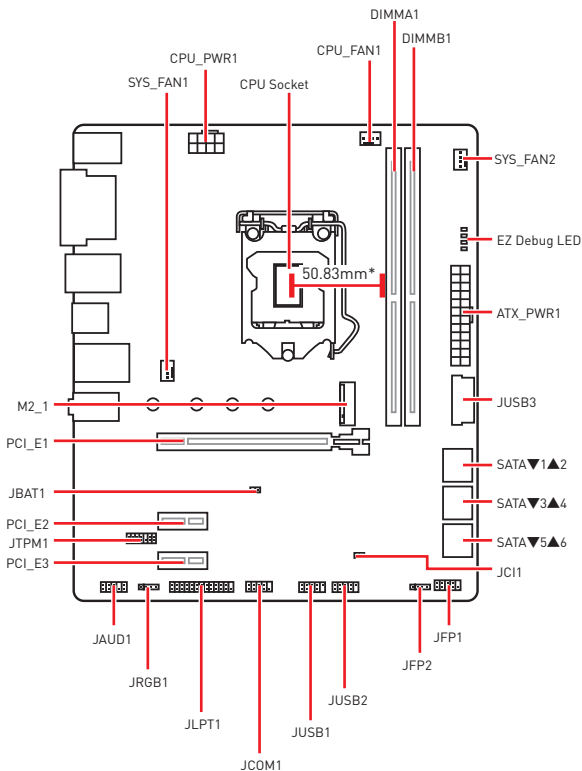 DIMMA1
DIMMB1
CPU_FAN1
CPU_PWR1
SYS_FAN1
CPU Socket
SYS_FAN2
EZ Debug LED
50.83mm*
ATX_PWR1
M2_1
JUSB3
PCI_E1
SATA▼1▲2
JBAT1
SATA▼3▲4
PCI_E2
JTPM1
SATA▼5▲6
PCI_E3
JCI1
JAUD1
JFP1
JFP2
JRGB1
JUSB2
JLPT1
JUSB1
JCOM1